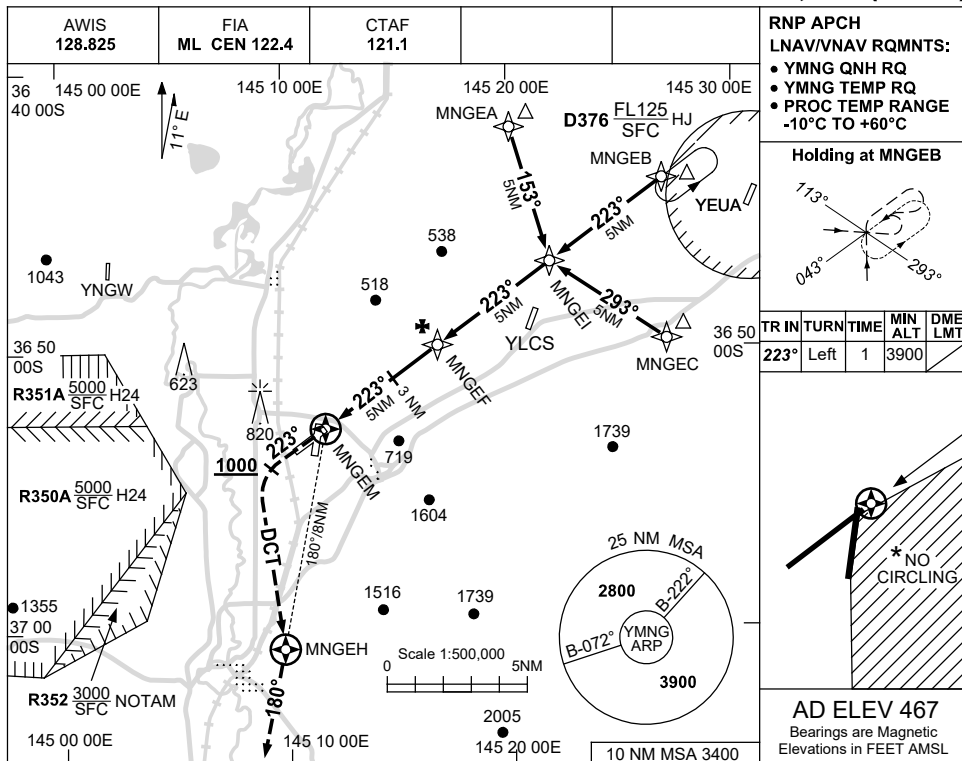 AWIS
128.825
FIA
ML CEN 122.4
CTAF
121.1
RNP APCH
LNAV/VNAV RQMNTS:
• YMNG QNH RQ
• YMNG TEMP RQ
• PROC TEMP RANGE
-10°C TO +60°C
36
40 00S
145 00 00E
145 10 00E
145 20 00E
145 30 00E
11° E
MNGEA
D376 FL125 HJ
SFC
MNGEB
YEUA
153°
5NM
223°
5NM
538
1043
YNGW
518
223°
5NM
MNGEI
293°
5NM
YLCS
MNGEC
36 50
00S
36 50
00S
MNGEF
623
R351A 5000 H24
SFC
223°
5NM
3 NM
820
223°
MNGEM
719
1739
1000
R350A 5000 H24
SFC
1604
DCT
180°/8NM
25 NM MSA
2800
B-222°
YMNG
ARP
B-072°
3900
1355
1516
1739
37 00
00S
MNGEH
Scale 1:500,000
0
5NM
R352 3000 NOTAM
SFC
180°
2005
145 00 00E
145 10 00E
145 20 00E
10 NM MSA 3400
Holding at MNGEB
113°
043°
293°
TR IN TURN TIME MIN ALT DME LMT
223° Left 1 3900
* NO
CIRCLING
AD ELEV 467
Bearings are Magnetic
Elevations in FEET AMSL